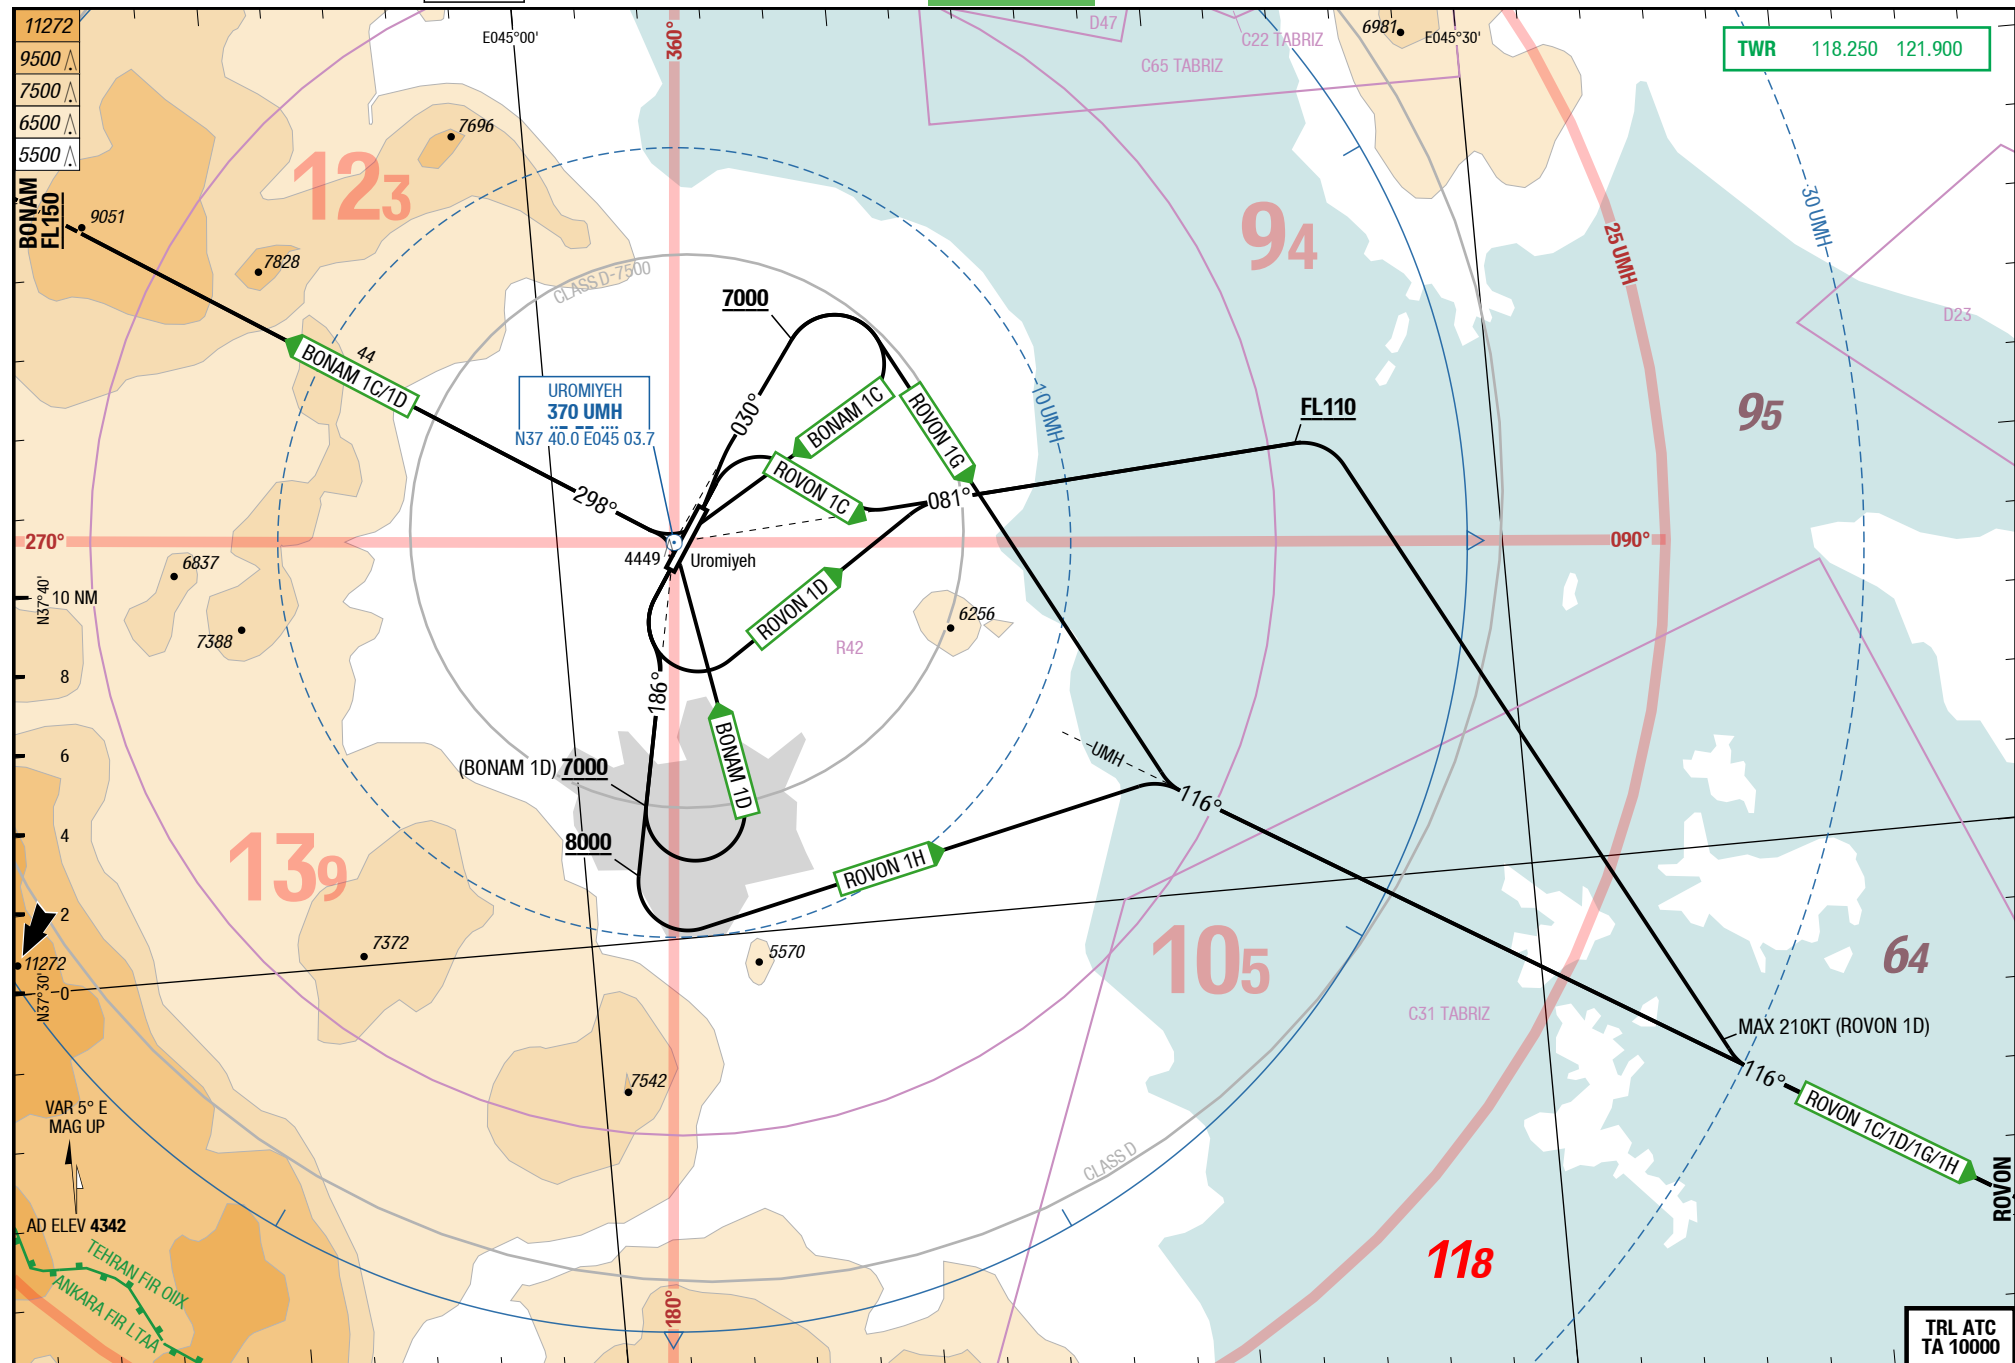 11272
9500
7500
6500
5500
E045°00'
360°
D47
C22 TABRIZ
C65 TABRIZ
6981
E045°30'
TWR 118.250 121.900
7696
123
BONAM
FL150
9051
7828
94
30 UMH
25 UMH
D23
CLASS D-7500
7000
BONAM 1C/1D
44
UROMIYEH
370 UMH
N37 40.0 E045 03.7
030°
BONAM 1C
ROVON 1G
10 UMH
FL110
95
298°
ROVON 1C
081°
270°
090°
4449
Uromiyeh
6837
N37°40'
10 NM
7388
ROVON 1D
6256
R42
8
186°
6
(BONAM 1D) 7000
BONAM 1D
UMH
116°
4
8000
ROVON 1H
139
2
7372
11272
5570
105
64
N37°30'
0
C31 TABRIZ
MAX 210KT (ROVON 1D)
7542
116°
VAR 5° E
MAG UP
ROVON 1C/1D/1G/1H
ROVON
CLASS D
AD ELEV 4342
TEHRAN FIR OIIX
ANKARA FIR LTAA
118
180°
TRL ATC
TA 10000